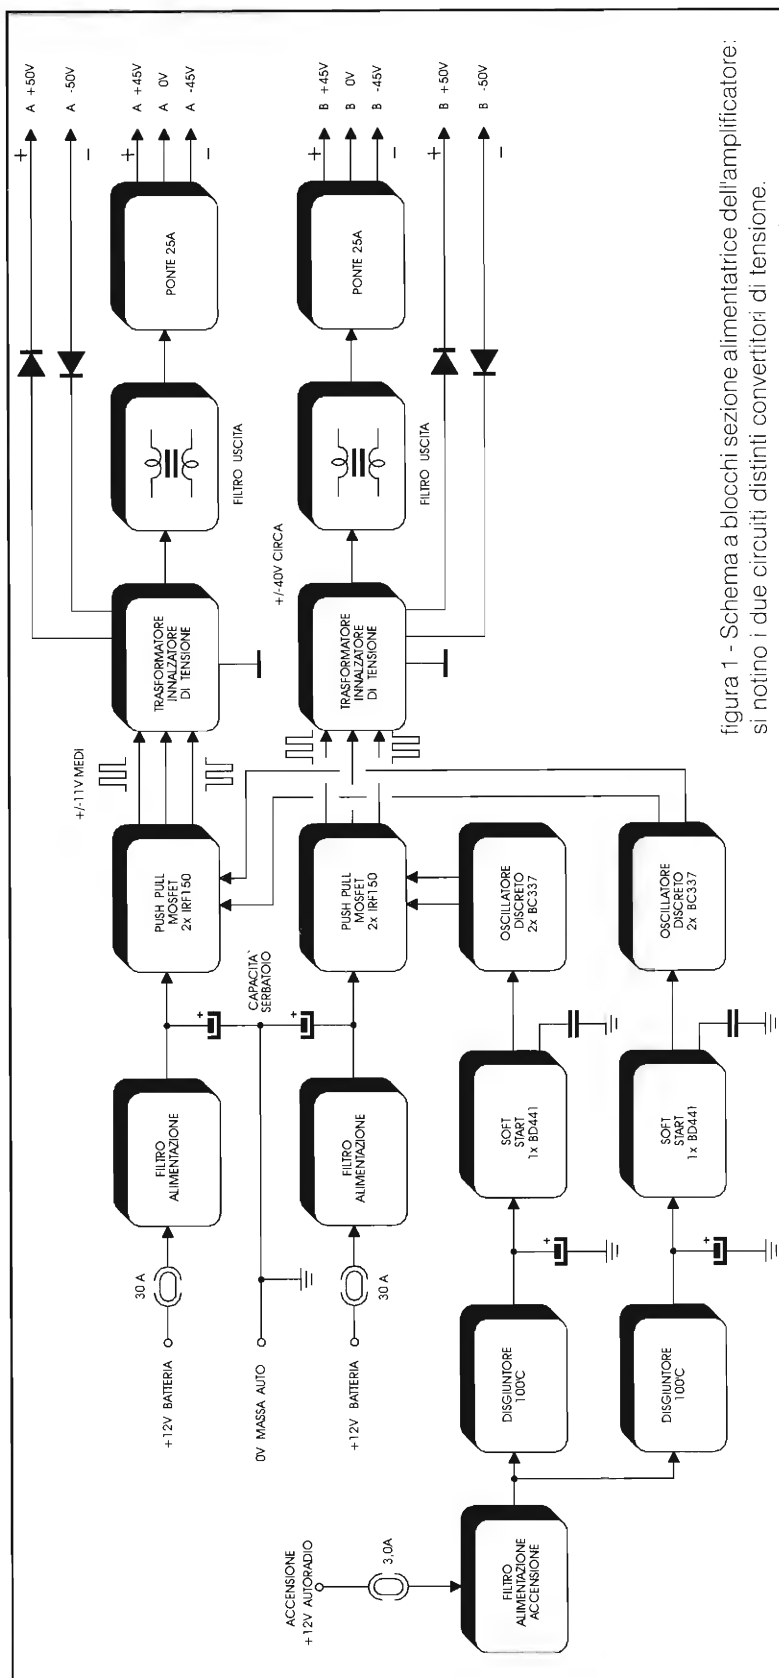 A +50V
A -50V
A +45V
A 0V
A -45V
B +45V
B 0V
B -45V
B +50V
B -50V
+
-
+
-
+
-
+
-
PONTE 25A
PONTE 25A
FILTRO USCITA
FILTRO USCITA
+/-40V CIRCA
TRASFORMATORE
INNALZATORE
DI TENSIONE
TRASFORMATORE
INNALZATORE
DI TENSIONE
+/-11V MEDI
PUSH PULL
MOSFET
2x IRF150
PUSH PULL
MOSFET
2x IRF150
OSCILLATORE
DISCRETO
2x BC337
OSCILLATORE
DISCRETO
2x BC337
CAPACITA`
SERBATOIO
+
+
FILTRO
ALIMENTAZIONE
FILTRO
ALIMENTAZIONE
SOFT
START
1x BD441
SOFT
START
1x BD441
+
+
30 A
30 A
+12V BATTERIA
0V MASSA AUTO
+12V BATTERIA
DISGIUNTORE
100°C
DISGIUNTORE
100°C
ACCENSIONE
+12V AUTORADIO
3,0A
FILTRO
ALIMENTAZIONE
ACCENSIONE
figura 1 - Schema a blocchi sezione alimentatrice dell'amplificatore:
si notino i due circuiti distinti convertitori di tensione.